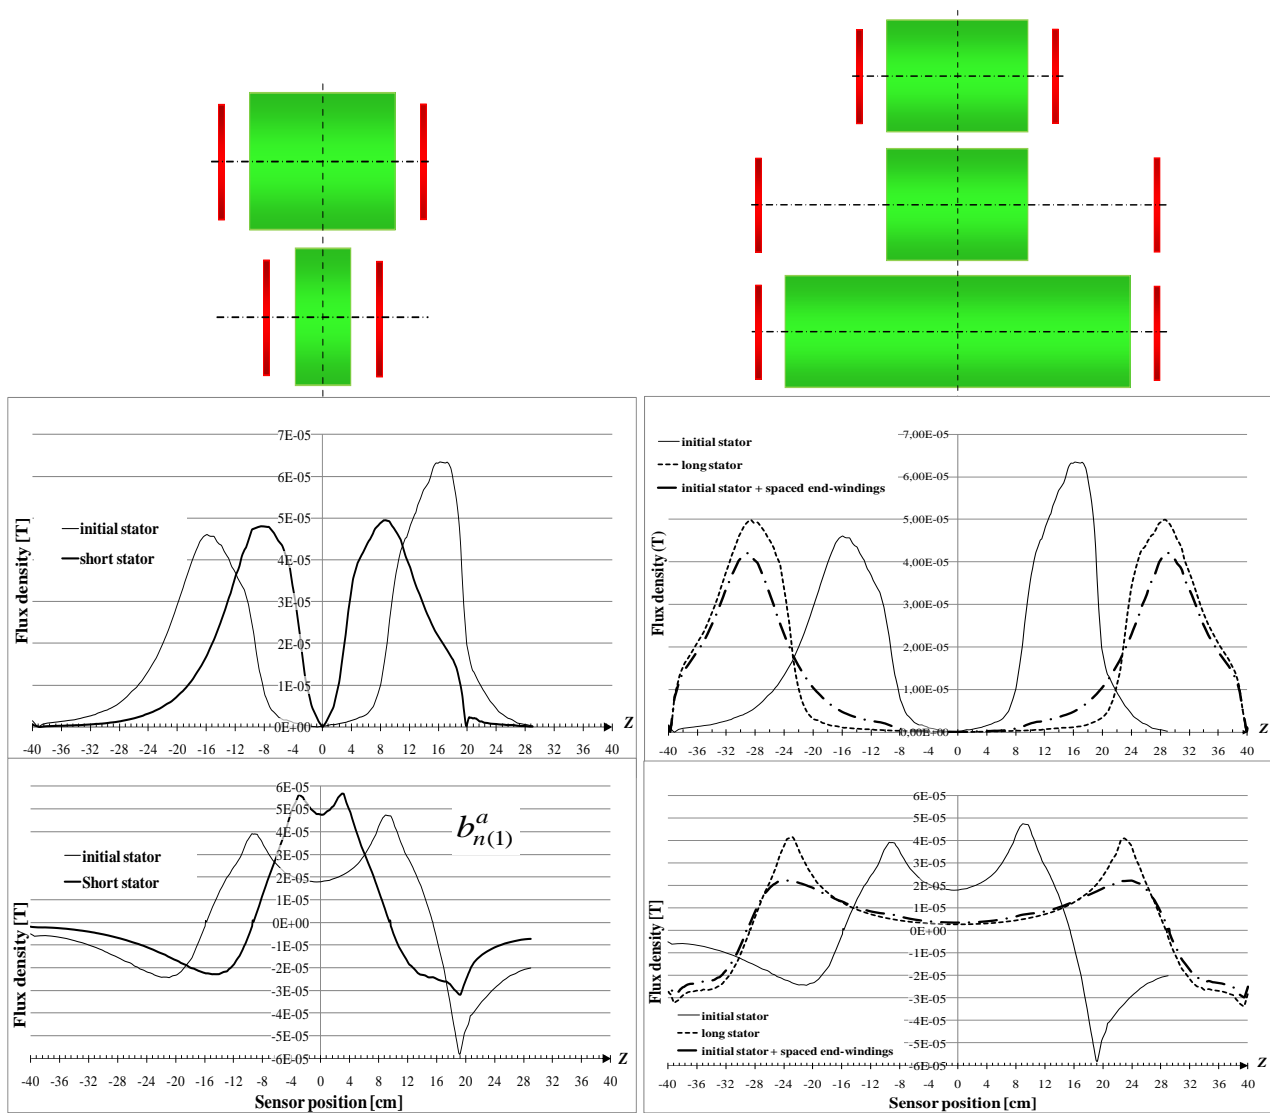 7E-05
6E-05
5E-05
4E-05
3E-05
2E-05
1E-05
0E+00
Flux density [T]
initial stator
short stator
-40 -36 -32 -28 -24 -20 -16 -12 -8 -4 0 4 8 12 16 20 24 28 32 36 40
Z
7,00E-05
6,00E-05
5,00E-05
4,00E-05
3,00E-05
2,00E-05
1,00E-05
0,00E+00
Flux density (T)
initial stator
long stator
initial stator + spaced end-windings
-40 -36 -32 -28 -24 -20 -16 -12 -8 -4 0 4 8 12 16 20 24 28 32 36 40
Z
6E-05
5E-05
4E-05
3E-05
2E-05
1E-05
0E+00
-1E-05
-2E-05
-3E-05
-4E-05
-5E-05
-6E-05
Flux density [T]
initial stator
Short stator
b^a_{n(1)}
-40 -36 -32 -28 -24 -20 -16 -12 -8 -4 0 4 8 12 16 20 24 28 32 36 40
Z
Sensor position [cm]
6E-05
5E-05
4E-05
3E-05
2E-05
1E-05
0E+00
-1E-05
-2E-05
-3E-05
-4E-05
-5E-05
-6E-05
Flux density [T]
initial stator
long stator
initial stator + spaced end-windings
-40 -36 -32 -28 -24 -20 -16 -12 -8 -4 0 4 8 12 16 20 24 28 32 36 40
Z
Sensor position [cm]